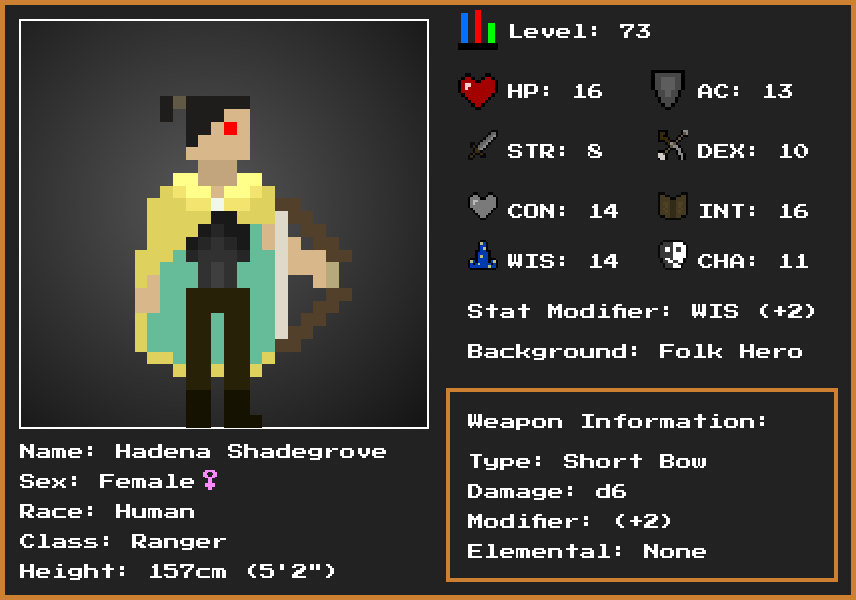 Level: 73
HP: 16
AC: 13
STR: 8
DEX: 10
CON: 14
INT: 16
WIS: 14
CHA: 11
Stat Modifier: WIS (+2)
Background: Folk Hero
Weapon Information:
Type: Short Bow
Damage: d6
Modifier: (+2)
Elemental: None
Name: Hadena Shadegrove
Sex: Female♀
Race: Human
Class: Ranger
Height: 157cm (5'2")